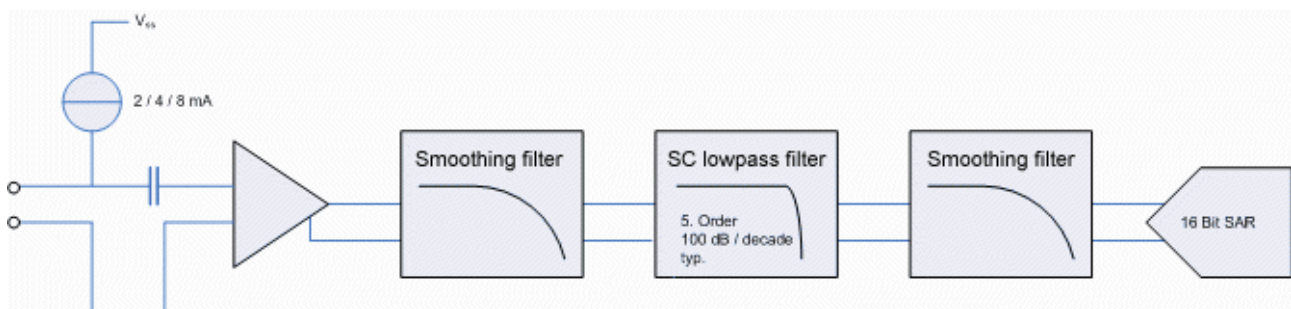 Vss
2 / 4 / 8 mA
Smoothing filter
SC lowpass filter
5. Order
100 dB / decade
typ.
Smoothing filter
16 Bit SAR